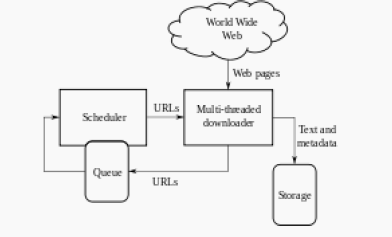 World Wide
Web
Web pages
Scheduler
URLs
Multi-threaded
downloader
Text and
metadata
Queue
URLs
Storage